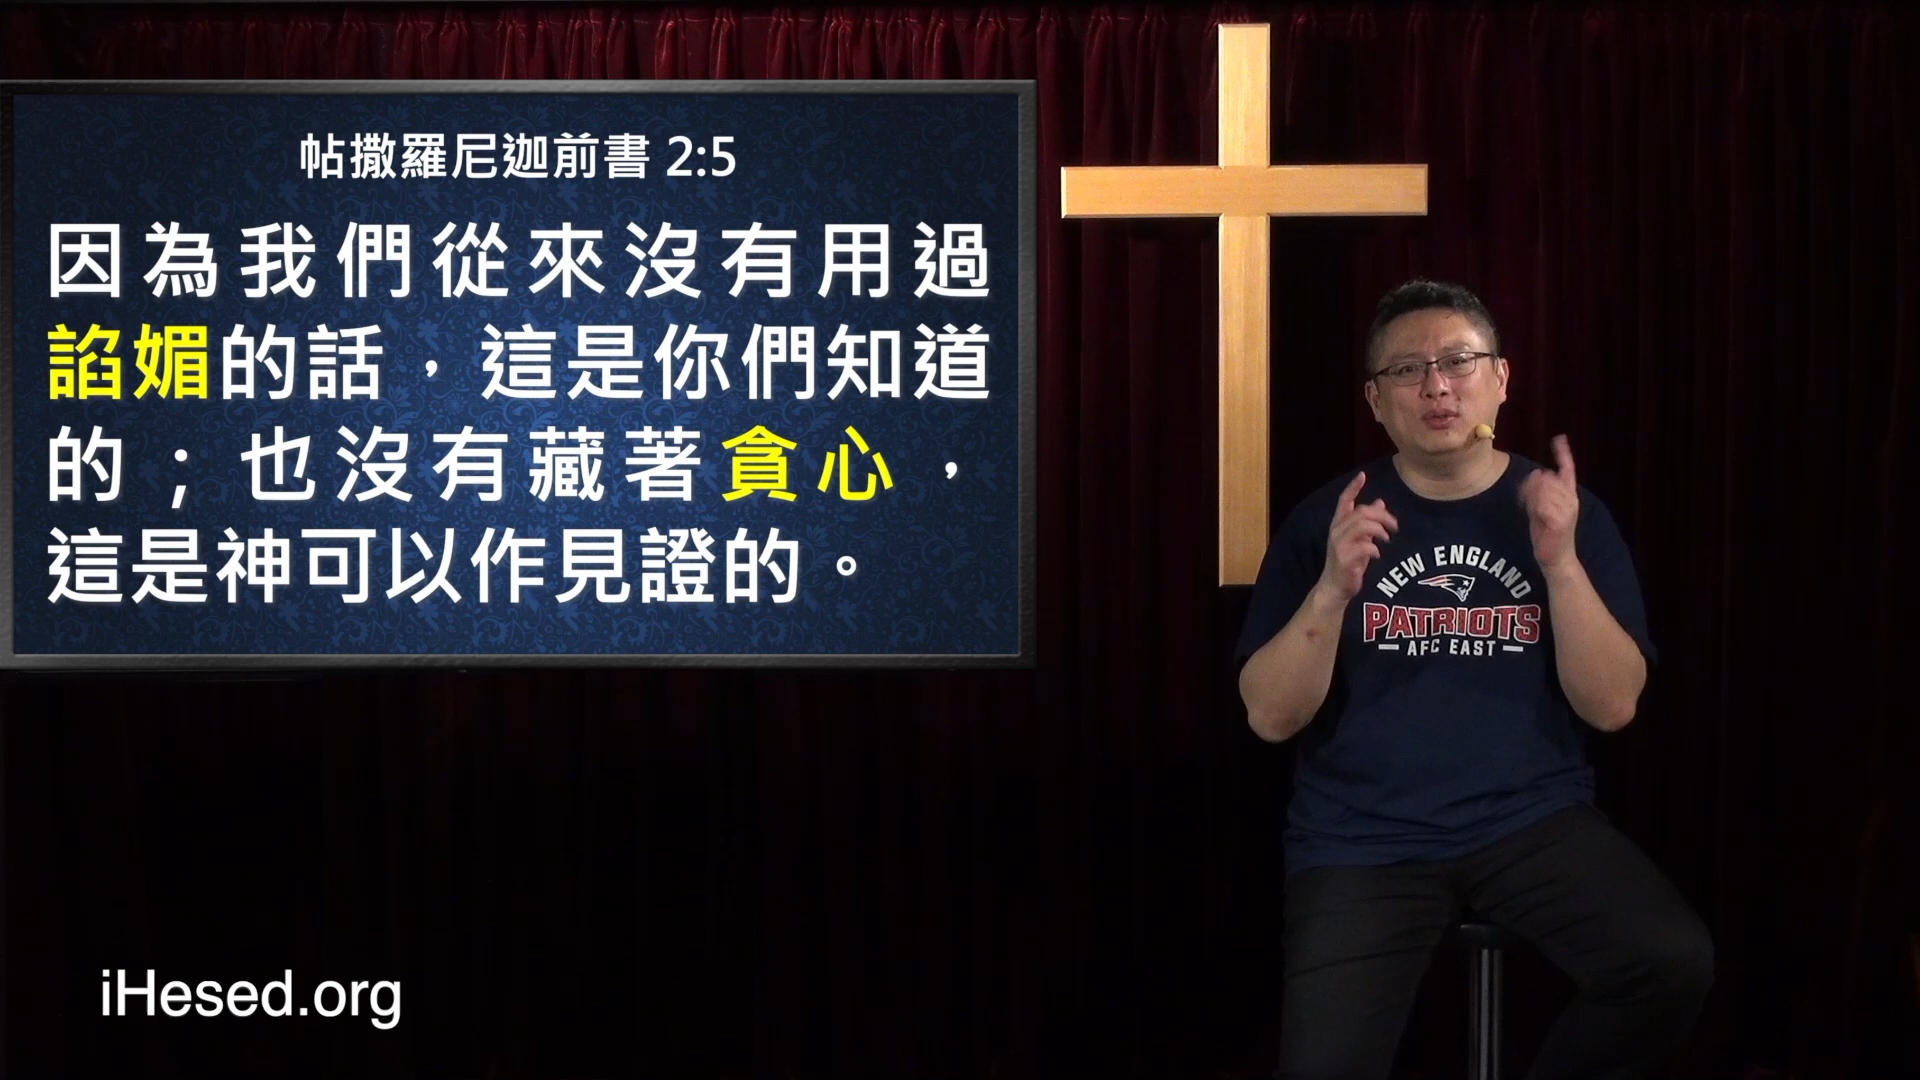 帖撒羅尼迦前書 2:5
因為我們從來沒有用過
諂媚的話，這是你們知道
的；也沒有藏著貪心，
這是神可以作見證的。
NEW ENGLAND
PATRIOTS
AFC EAST
iHesed.org